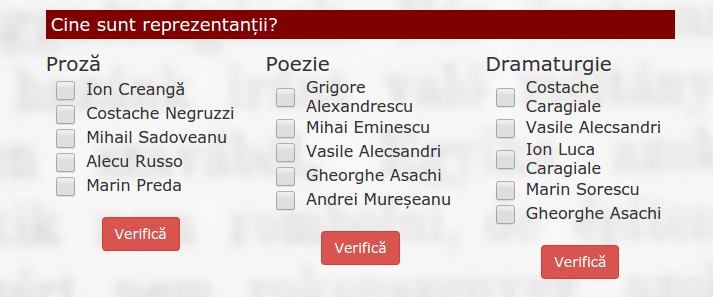 Cine sunt reprezentanții?
Proză
Ion Creangă
Costache Negruzzi
Mihail Sadoveanu
Alecu Russo
Marin Preda
Verifică
Poezie
Grigore
Alexandrescu
Mihai Eminescu
Vasile Alecsandri
Gheorghe Asachi
Andrei Mureșeanu
Verifică
Dramaturgie
Costache
Caragiale
Vasile Alecsandri
Ion Luca
Caragiale
Marin Sorescu
Gheorghe Asachi
Verifică